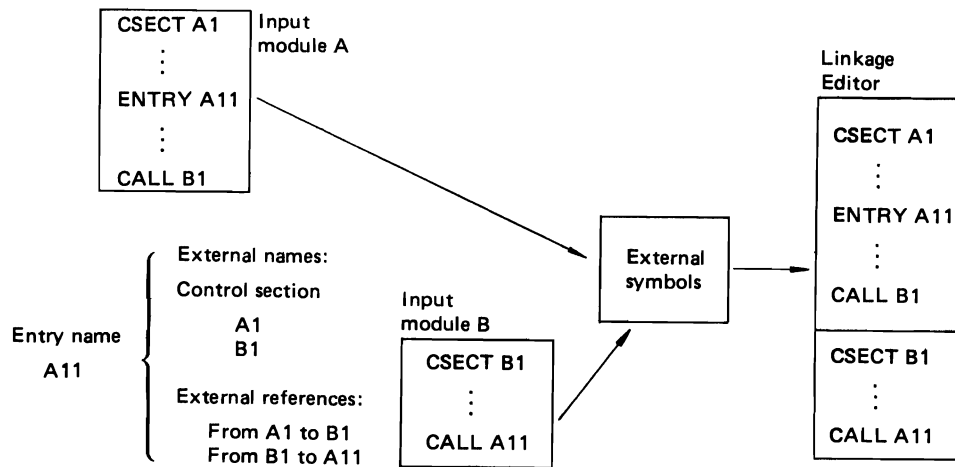 Input
module A
CSECT A1
ENTRY A11
CALL B1
External names:
Control section
A1
B1
Entry name
A11
External references:
From A1 to B1
From B1 to A11
Input
module B
CSECT B1
CALL A11
External
symbols
Linkage
Editor
CSECT A1
ENTRY A11
CALL B1
CSECT B1
CALL A11